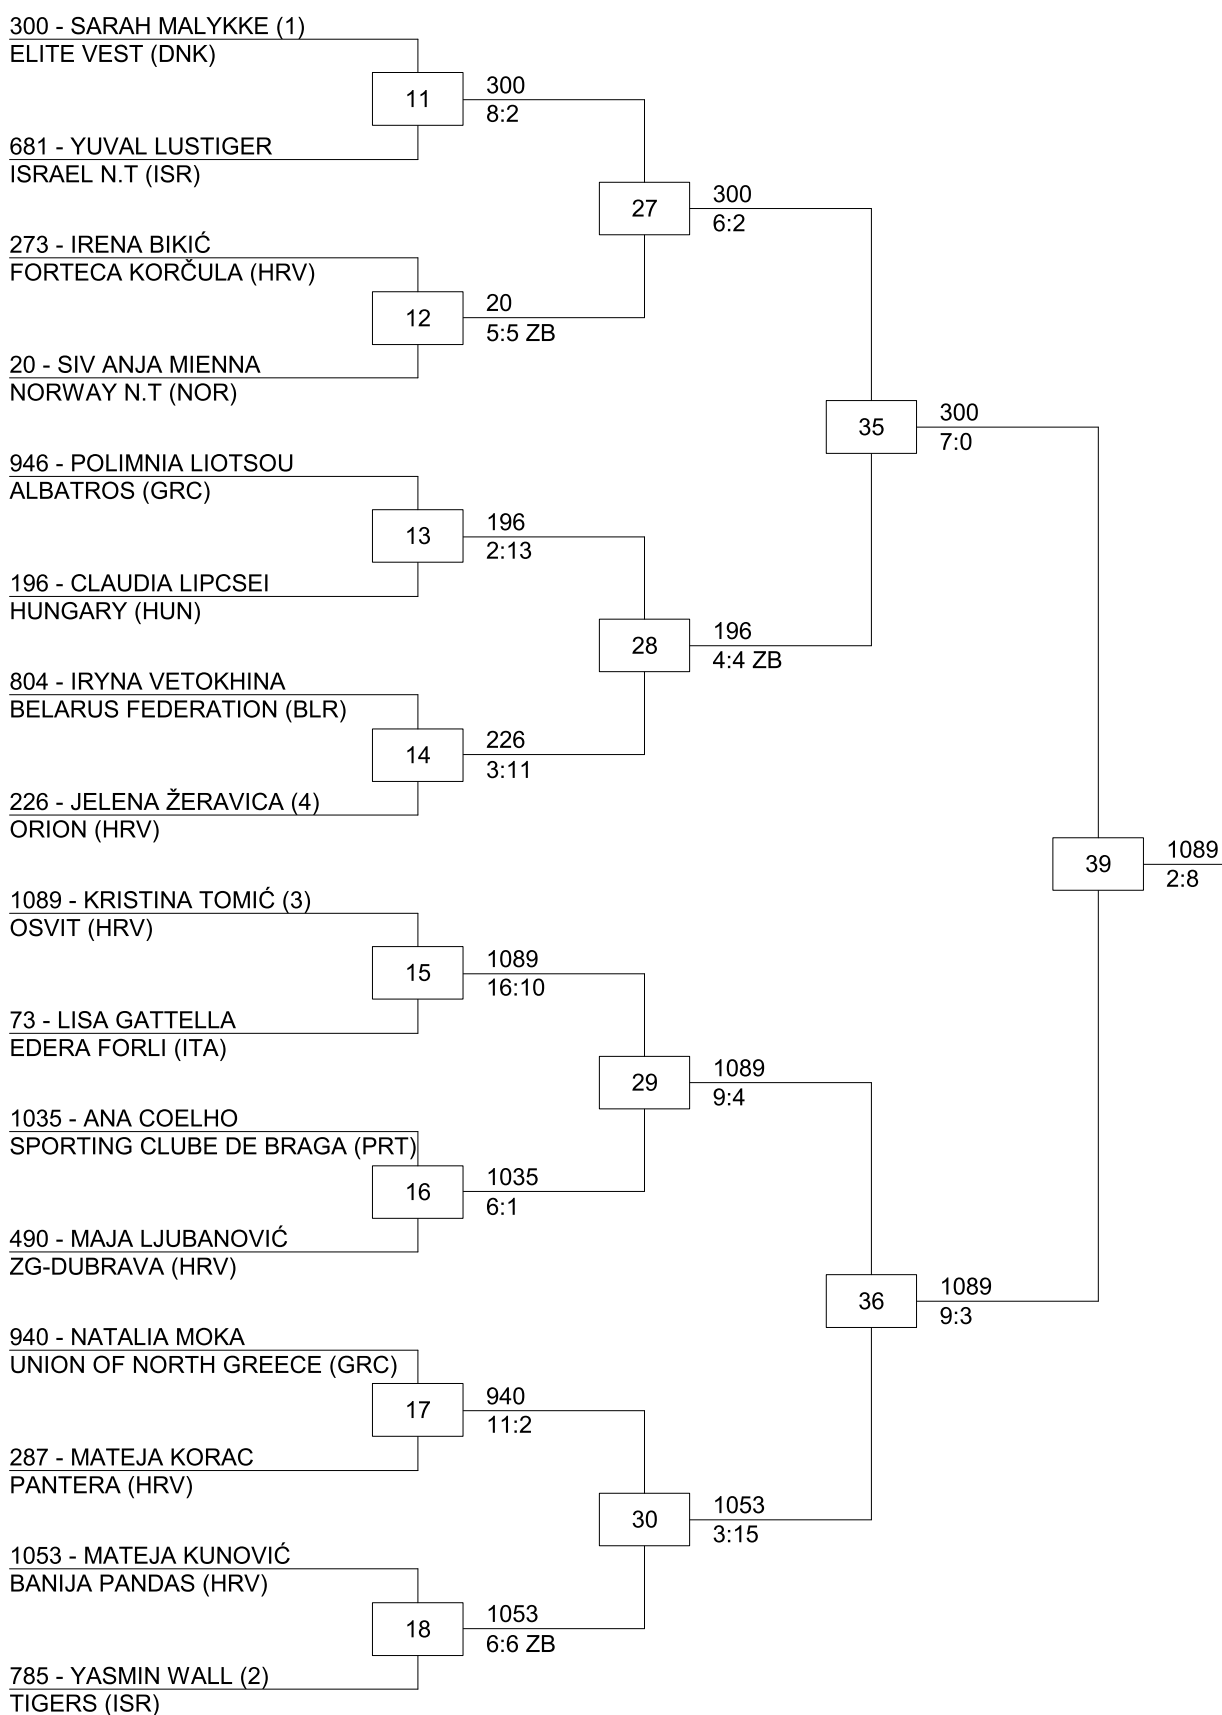 300 - SARAH MALYKKE (1)
ELITE VEST (DNK)
11
300
8:2
681 - YUVAL LUSTIGER
ISRAEL N.T (ISR)
27
300
6:2
273 - IRENA BIKIĆ
FORTECA KORČULA (HRV)
12
20
5:5 ZB
20 - SIV ANJA MIENNA
NORWAY N.T (NOR)
35
300
7:0
946 - POLIMNIA LIOTSOU
ALBATROS (GRC)
13
196
2:13
196 - CLAUDIA LIPCSEI
HUNGARY (HUN)
28
196
4:4 ZB
804 - IRYNA VETOKHINA
BELARUS FEDERATION (BLR)
14
226
3:11
226 - JELENA ŽERAVICA (4)
ORION (HRV)
39
1089
2:8
1089 - KRISTINA TOMIĆ (3)
OSVIT (HRV)
15
1089
16:10
73 - LISA GATTELLA
EDERA FORLI (ITA)
29
1089
9:4
1035 - ANA COELHO
SPORTING CLUBE DE BRAGA (PRT)
16
1035
6:1
490 - MAJA LJUBANOVIĆ
ZG-DUBRAVA (HRV)
36
1089
9:3
940 - NATALIA MOKA
UNION OF NORTH GREECE (GRC)
17
940
11:2
287 - MATEJA KORAC
PANTERA (HRV)
30
1053
3:15
1053 - MATEJA KUNOVIĆ
BANIJA PANDAS (HRV)
18
1053
6:6 ZB
785 - YASMIN WALL (2)
TIGERS (ISR)